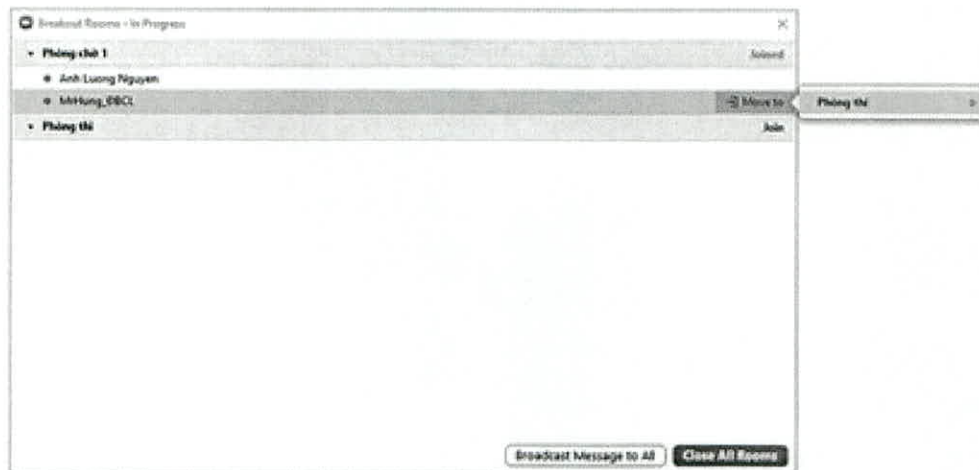 Breakout Rooms - In Progress
Phòng chờ 1 Joined
Anh Luong Nguyen
MrHung_ĐBCL Move to Phòng thi
Phòng thi Join
Broadcast Message to All Close All Rooms